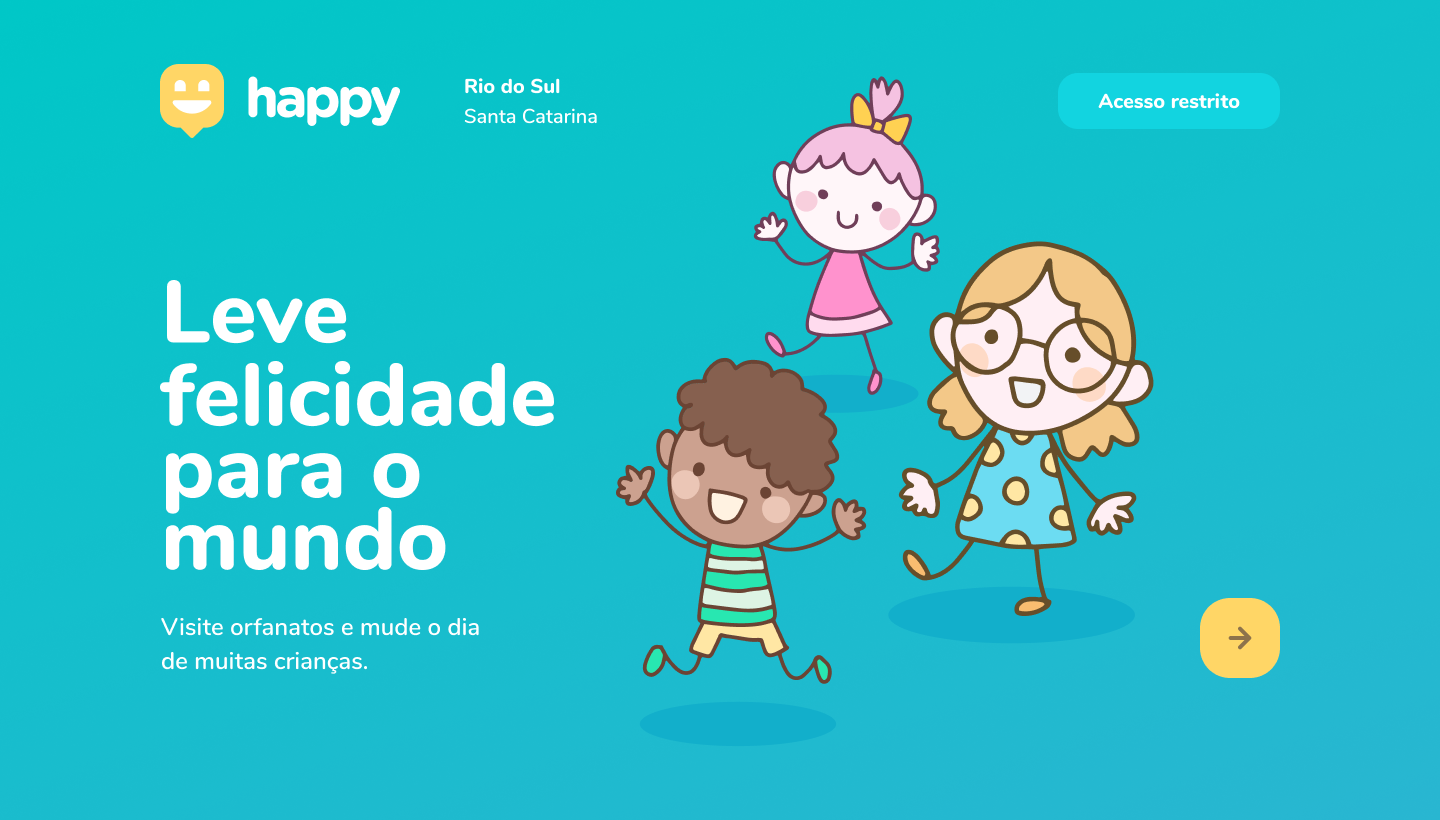 happy
Rio do Sul
Santa Catarina
Acesso restrito
Leve
felicidade
para o
mundo
Visite orfanatos e mude o dia
de muitas crianças.